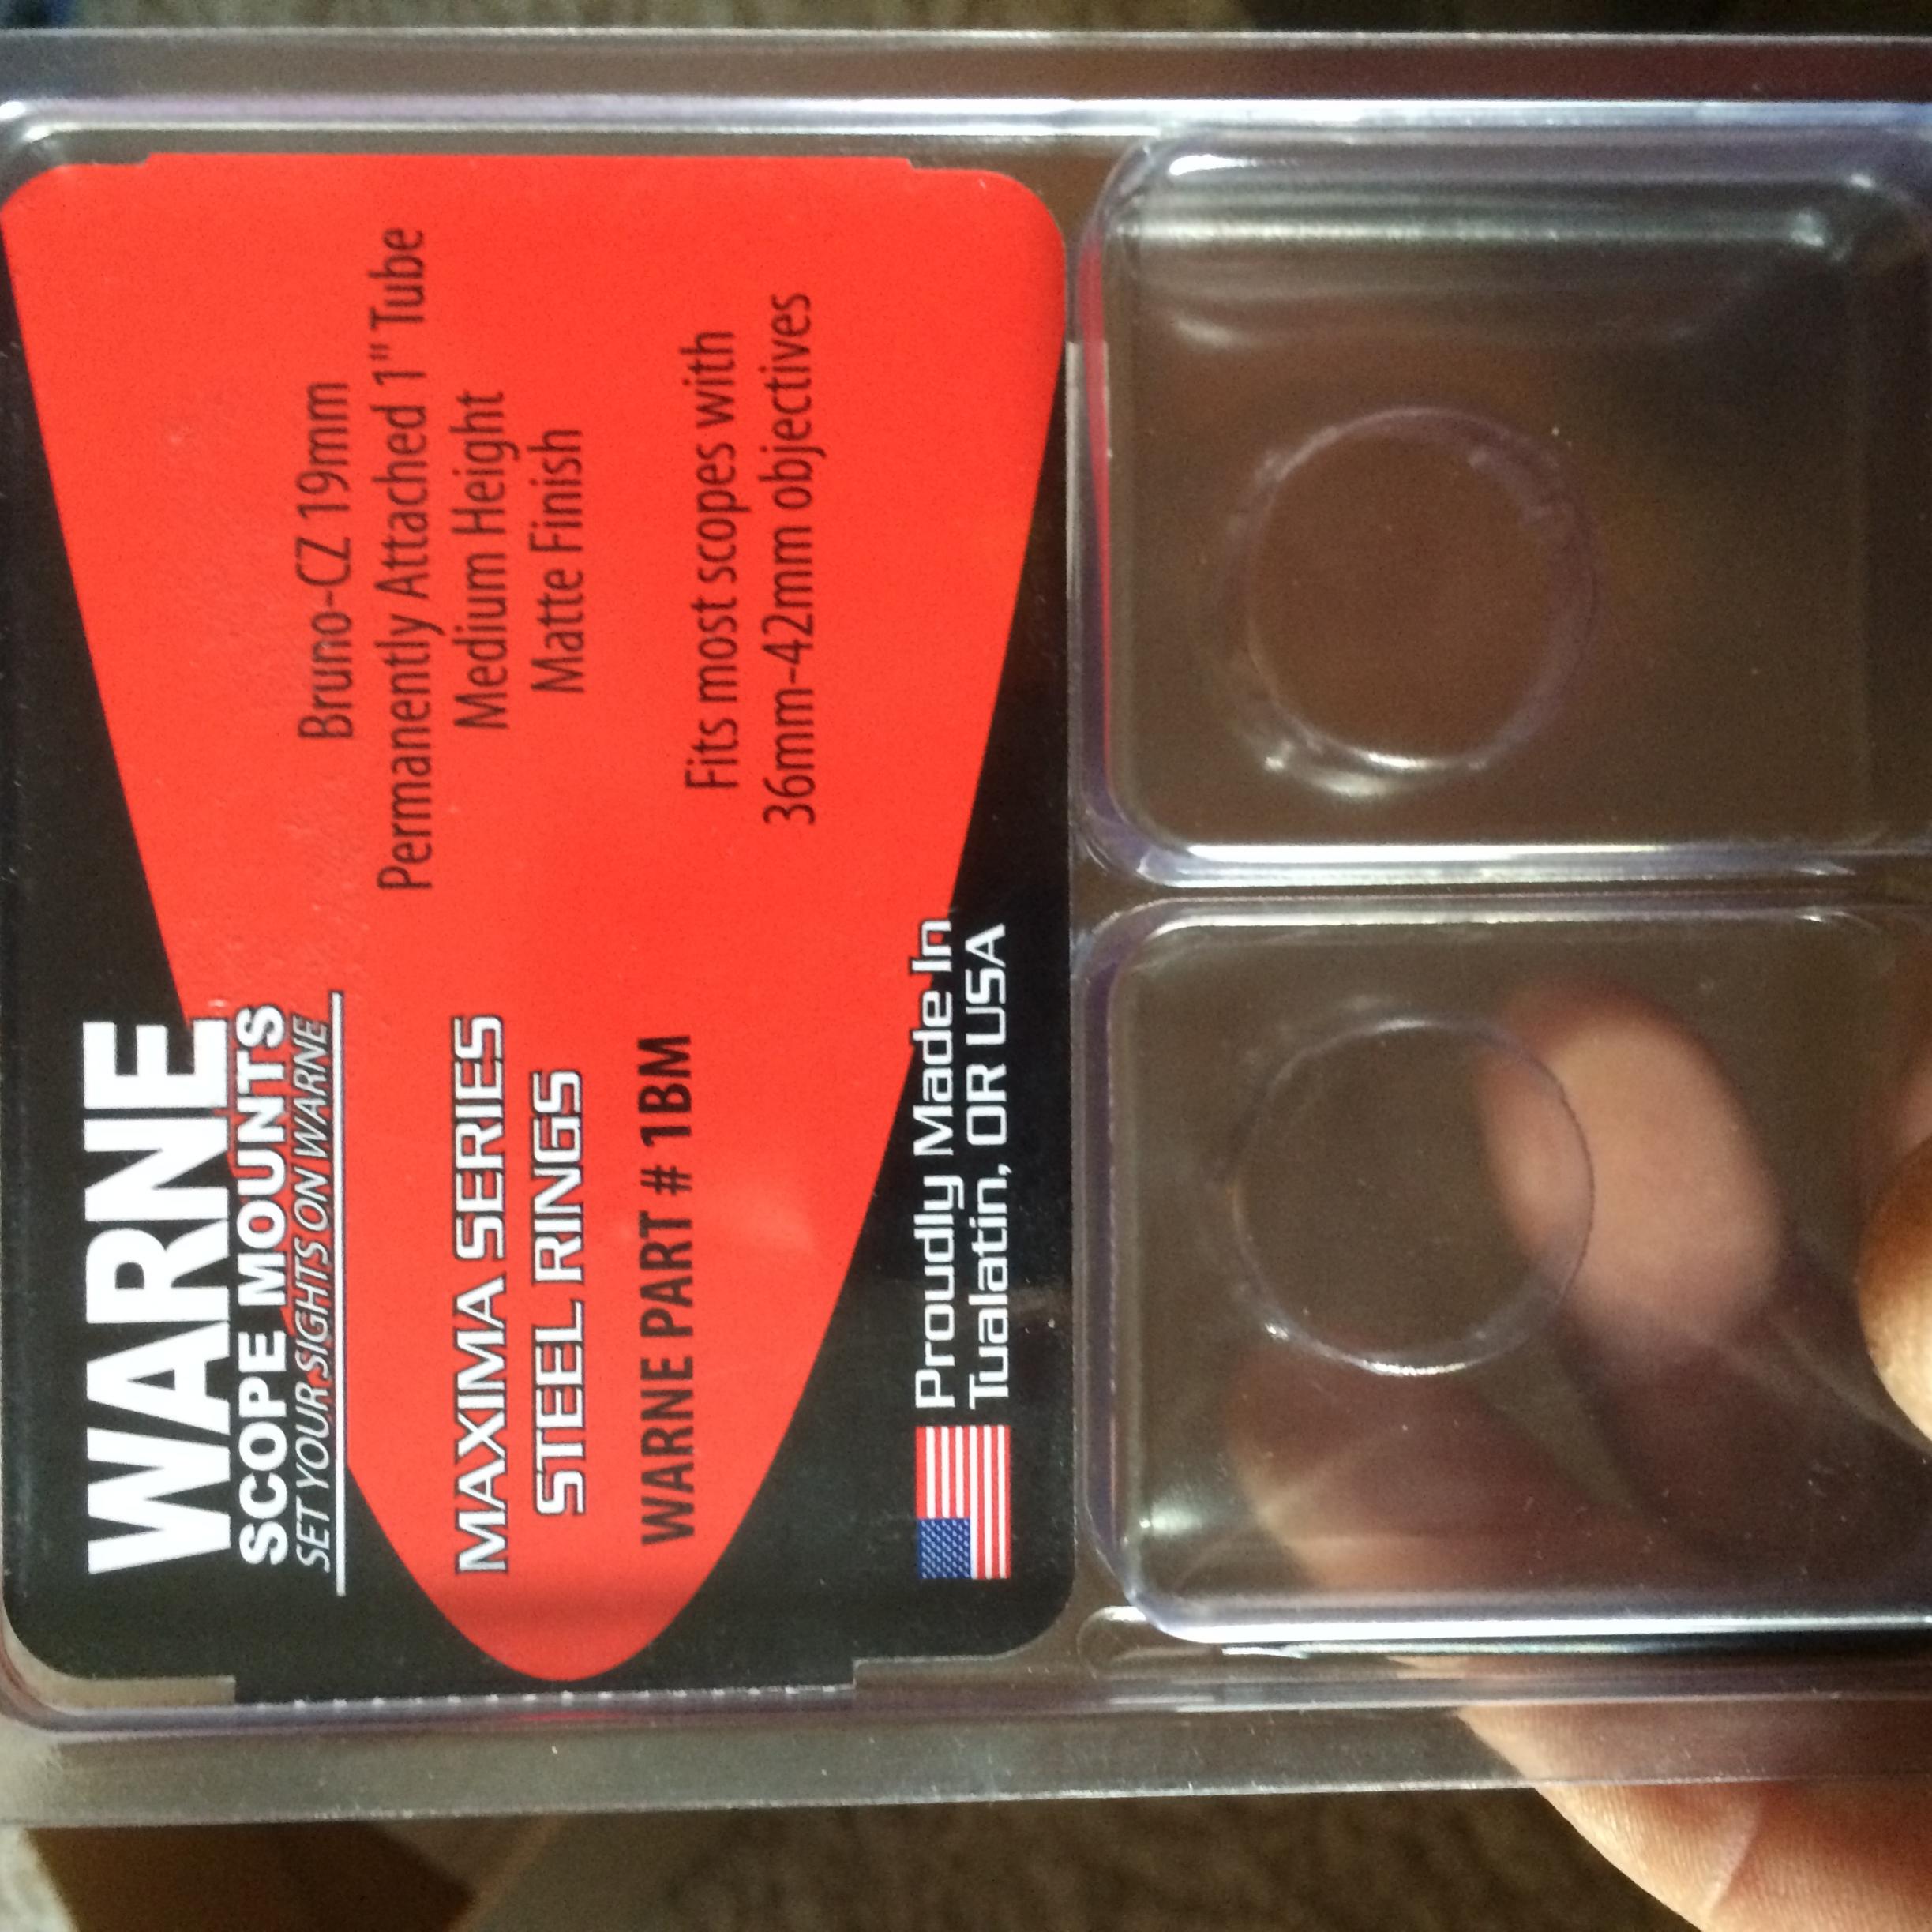 WARNE
SCOPE MOUNTS
SET YOUR SIGHTS ON WARNE
MAXIMA SERIES
STEEL RINGS
WARNE PART # 1BM
Bruno-CZ 19mm
Permanently Attached 1" Tube
Medium Height
Matte Finish
Fits most scopes with
36mm-42mm objectives
Proudly Made In
Tualatin, OR USA